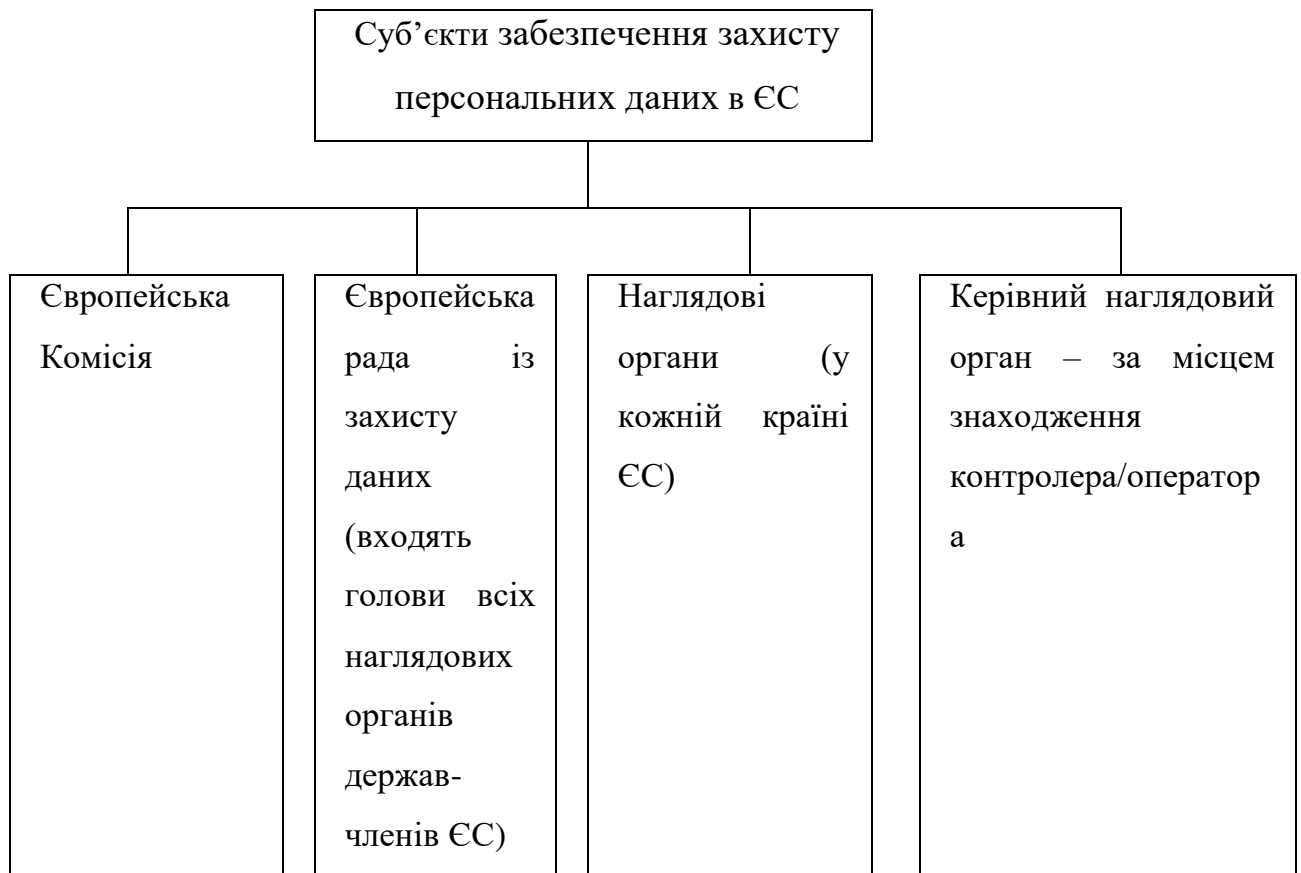 Суб’єкти забезпечення захисту
персональних даних в ЄС
Європейська
Комісія
Європейська
рада із
захисту
даних
(входять
голови всіх
наглядових
органів
держав-
членів ЄС)
Наглядові
органи (у
кожній країні
ЄС)
Керівний наглядовий
орган – за місцем
знаходження
контролера/оператор
а